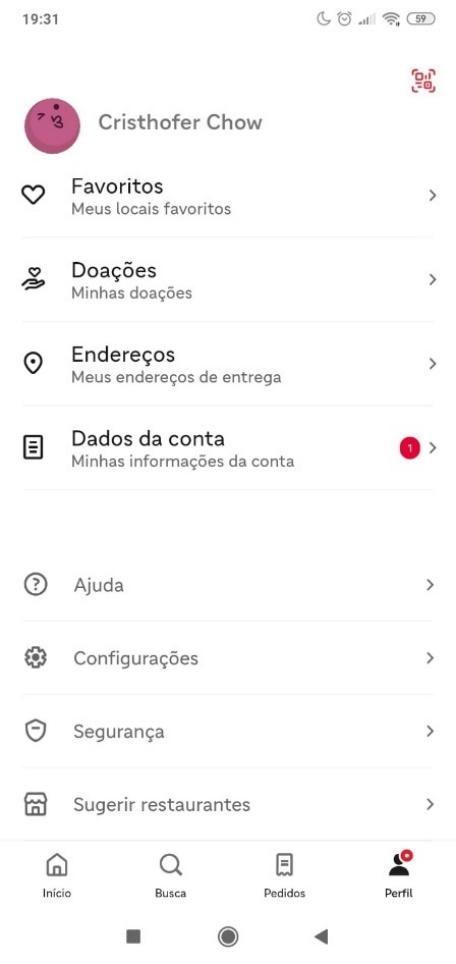 19:31
59
Cristhofer Chow
Favoritos
Meus locais favoritos
Doações
Minhas doações
Endereços
Meus endereços de entrega
Dados da conta
1
Minhas informações da conta
Ajuda
Configurações
Segurança
Sugerir restaurantes
Início
Busca
Pedidos
Perfil